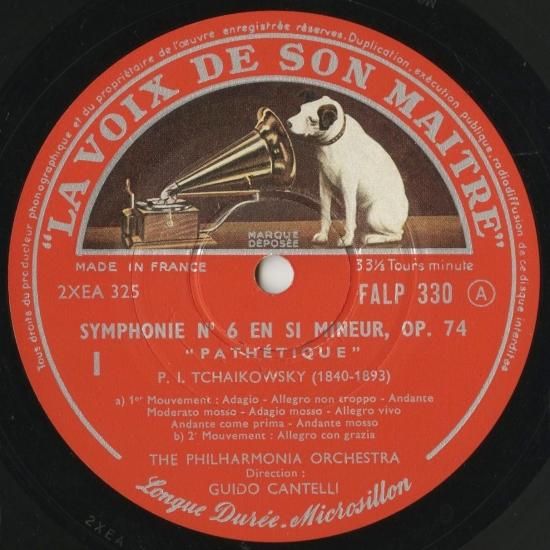 Tous droits du producteur phonographique et du propriétaire de l'œuvre enregistrée réservés. Duplication, exécution publique, radiodiffusion de ce disque interdites
"LA VOIX DE SON MAITRE"
MARQUE
DÉPOSÉE
MADE IN FRANCE
33⅓ Tours minute
2XEA 325
FALP 330 A
SYMPHONIE Nº 6 EN SI MINEUR, OP. 74
I
"PATHÉTIQUE"
P. I. TCHAIKOWSKY (1840-1893)
a) 1er Mouvement : Adagio - Allegro non troppo - Andante
Moderato mosso - Adagio mosso - Allegro vivo
Andante come prima - Andante mosso
b) 2e Mouvement : Allegro con grazia
THE PHILHARMONIA ORCHESTRA
Direction :
GUIDO CANTELLI
Longue Durée-Microsillon
2XEA